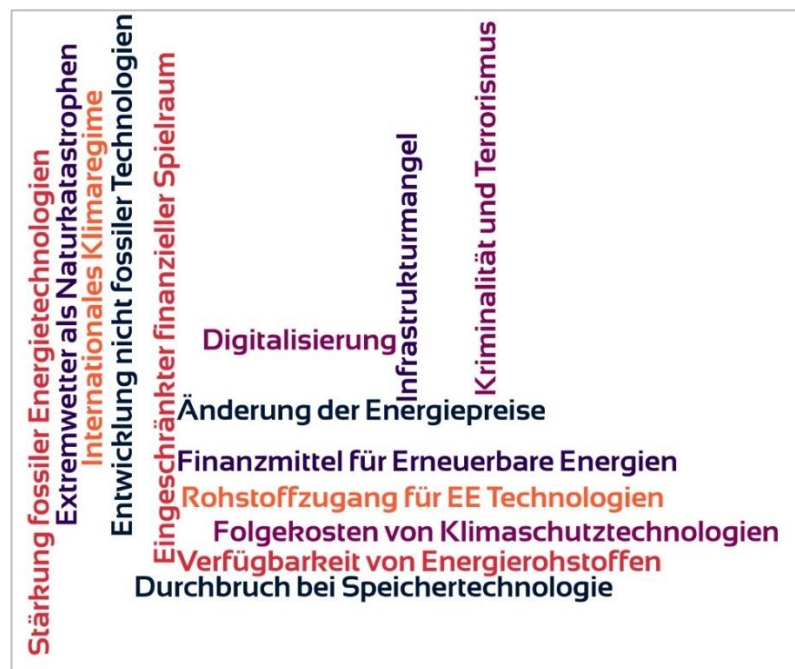 Stärkung fossiler Energietechnologien
Extremwetter als Naturkatastrophen
Internationales Klimaregime
Entwicklung nicht fossiler Technologien
Eingeschränkter finanzieller Spielraum
Infrastrukturmangel
Kriminalität und Terrorismus
Digitalisierung
Änderung der Energiepreise
Finanzmittel für Erneuerbare Energien
Rohstoffzugang für EE Technologien
Folgekosten von Klimaschutztechnologien
Verfügbarkeit von Energierohstoffen
Durchbruch bei Speichertechnologie